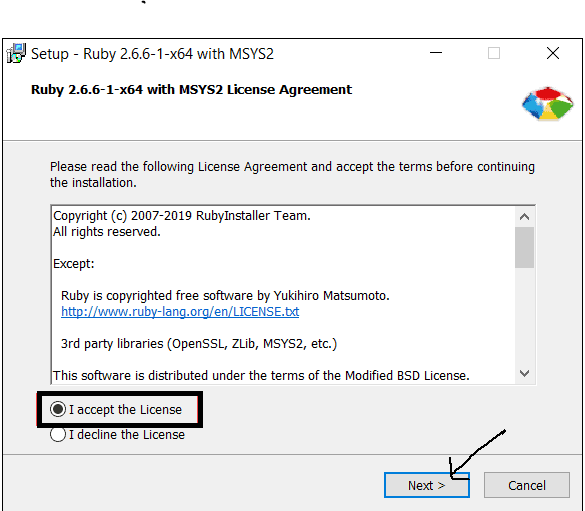 Setup - Ruby 2.6.6-1-x64 with MSYS2
Ruby 2.6.6-1-x64 with MSYS2 License Agreement
Please read the following License Agreement and accept the terms before continuing
the installation.
Copyright (c) 2007-2019 RubyInstaller Team.
All rights reserved.
Except:
Ruby is copyrighted free software by Yukihiro Matsumoto.
http://www.ruby-lang.org/en/LICENSE.txt
3rd party libraries (OpenSSL, ZLib, MSYS2, etc.)
This software is distributed under the terms of the Modified BSD License.
I accept the License
I decline the License
Next >
Cancel